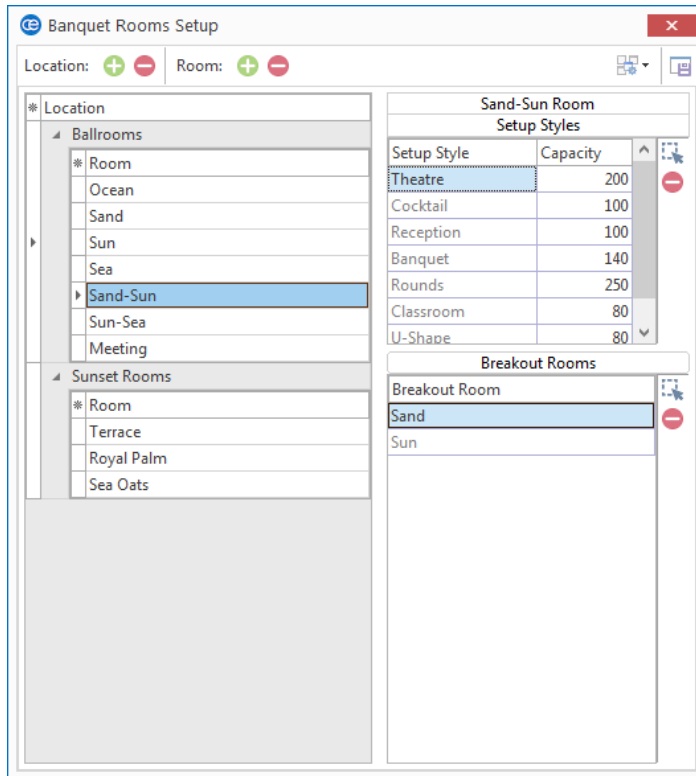 CE Banquet Rooms Setup
Location: Room:
Location
Ballrooms
Room
Ocean
Sand
Sun
Sea
Sand-Sun
Sun-Sea
Meeting
Sunset Rooms
Room
Terrace
Royal Palm
Sea Oats
Sand-Sun Room
Setup Styles
Setup Style Capacity
Theatre 200
Cocktail 100
Reception 100
Banquet 140
Rounds 250
Classroom 80
U-Shape 80
Breakout Rooms
Breakout Room
Sand
Sun